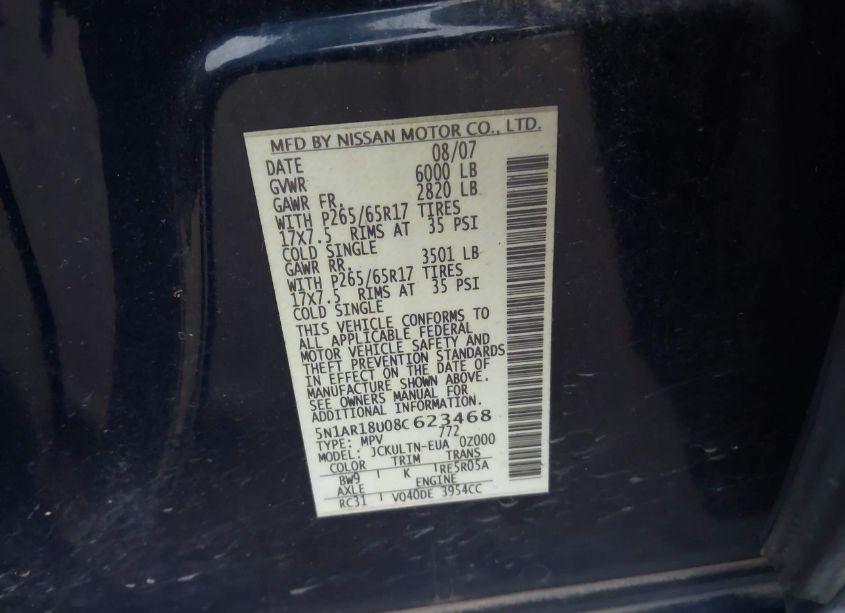 MFD BY NISSAN MOTOR CO., LTD.
DATE 08/07
GVWR 6000 LB
GAWR FR. 2820 LB
WITH P265/65R17 TIRES
17X7.5 RIMS AT 35 PSI
COLD SINGLE
GAWR RR. 3501 LB
WITH P265/65R17 TIRES
17X7.5 RIMS AT 35 PSI
COLD SINGLE
THIS VEHICLE CONFORMS TO
ALL APPLICABLE FEDERAL
MOTOR VEHICLE SAFETY AND
THEFT PREVENTION STANDARDS
IN EFFECT ON THE DATE OF
MANUFACTURE SHOWN ABOVE.
SEE OWNERS MANUAL FOR
ADDITIONAL INFORMATION.
5N1AR18U08C 623468
TYPE: MPV 772
MODEL: JCKULTN-EUA 0Z000
COLOR TRIM TRANS
BW9 K RE5R05A
AXLE ENGINE
RC31 VQ40DE 3954CC